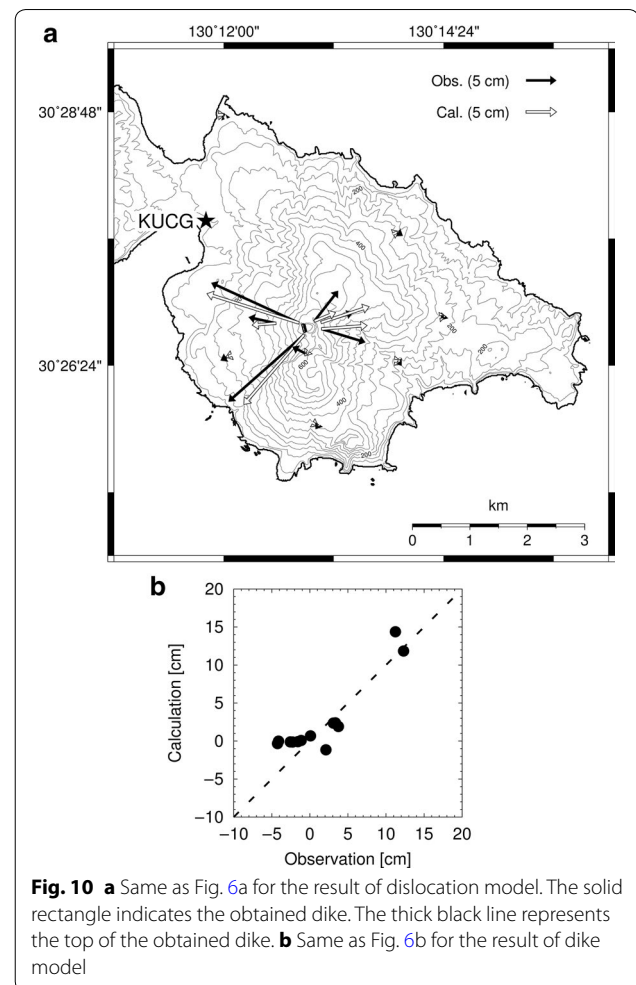 a
130˚12'00" 130˚14'24"
Obs. (5 cm)
Cal. (5 cm)
30˚28'48"
200
KUCG
400
200
200
30˚26'24"
600
400
200
km
0 1 2 3
b
20
15
10
5
0
−5
−10
Calculation [cm]
−10 −5 0 5 10 15 20
Observation [cm]
Fig. 10 a Same as Fig. 6a for the result of dislocation model. The solid
rectangle indicates the obtained dike. The thick black line represents
the top of the obtained dike. b Same as Fig. 6b for the result of dike
model